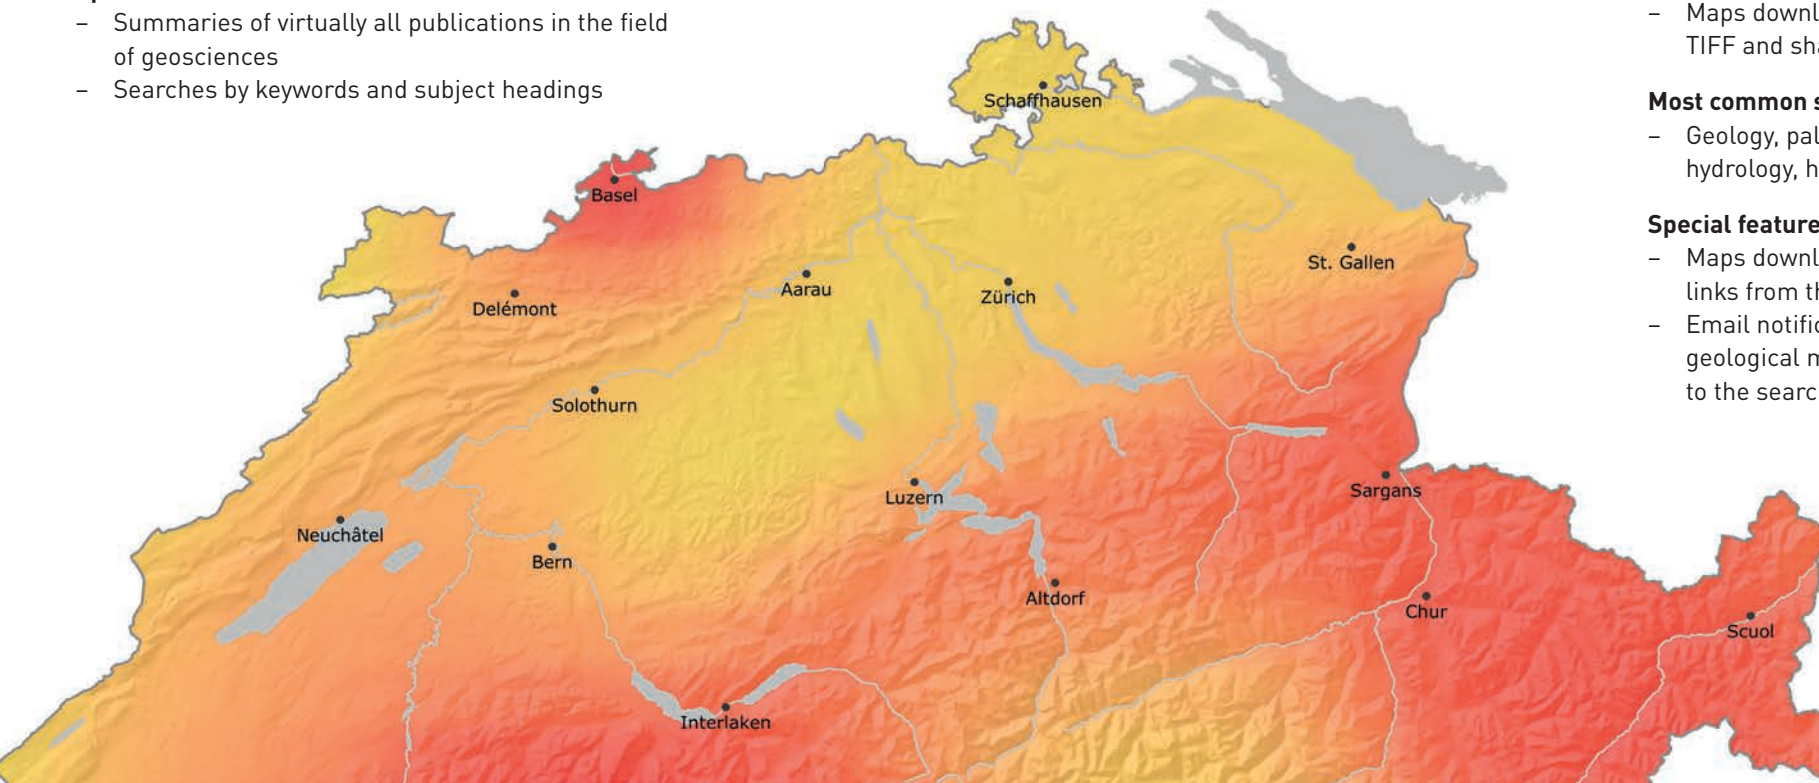 – Summaries of virtually all publications in the field
of geosciences
– Searches by keywords and subject headings
– Maps downl
TIFF and sha
Most common s
– Geology, pal
hydrology, h
Special feature
– Maps downl
links from th
– Email notific
geological m
to the searc
Schaffhausen
Basel
St. Gallen
Aarau
Zürich
Delémont
Solothurn
Luzern
Sargans
Neuchâtel
Bern
Altdorf
Chur
Scuol
Interlaken